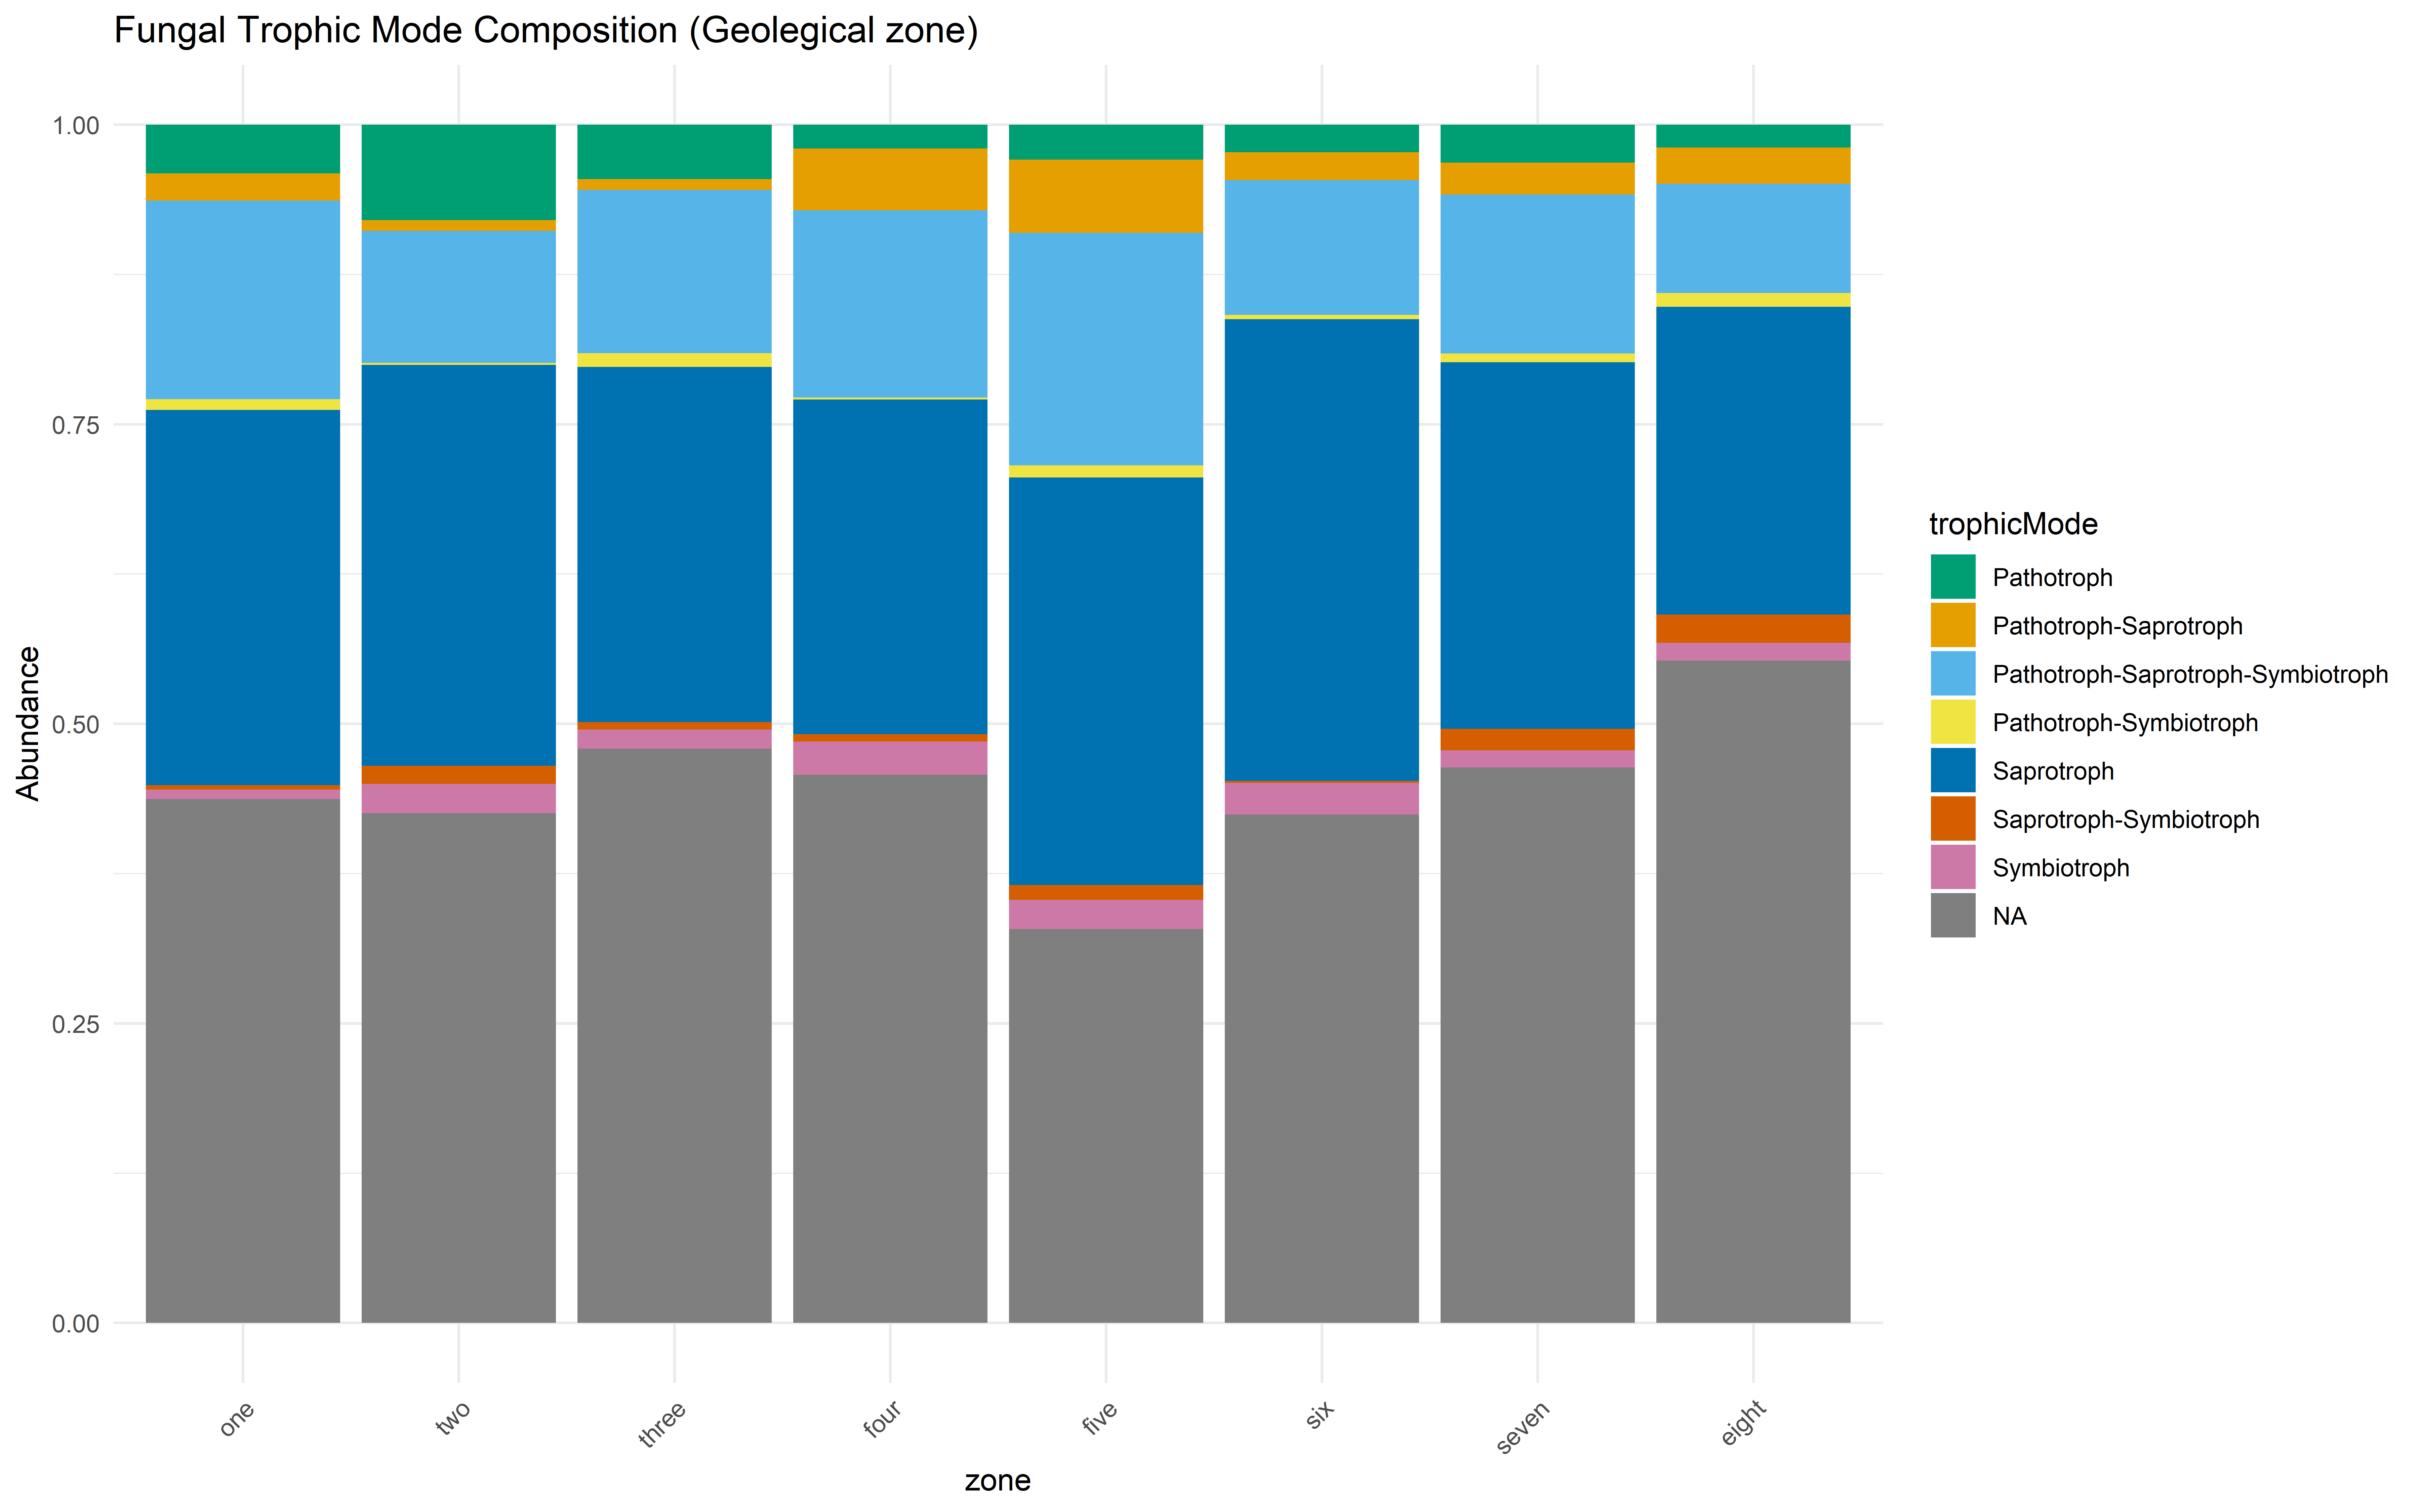 Fungal Trophic Mode Composition (Geolegical zone)
1.00
0.75
0.50
0.25
0.00
Abundance
one
two
three
four
five
six
seven
eight
zone
trophicMode
Pathotroph
Pathotroph-Saprotroph
Pathotroph-Saprotroph-Symbiotroph
Pathotroph-Symbiotroph
Saprotroph
Saprotroph-Symbiotroph
Symbiotroph
NA